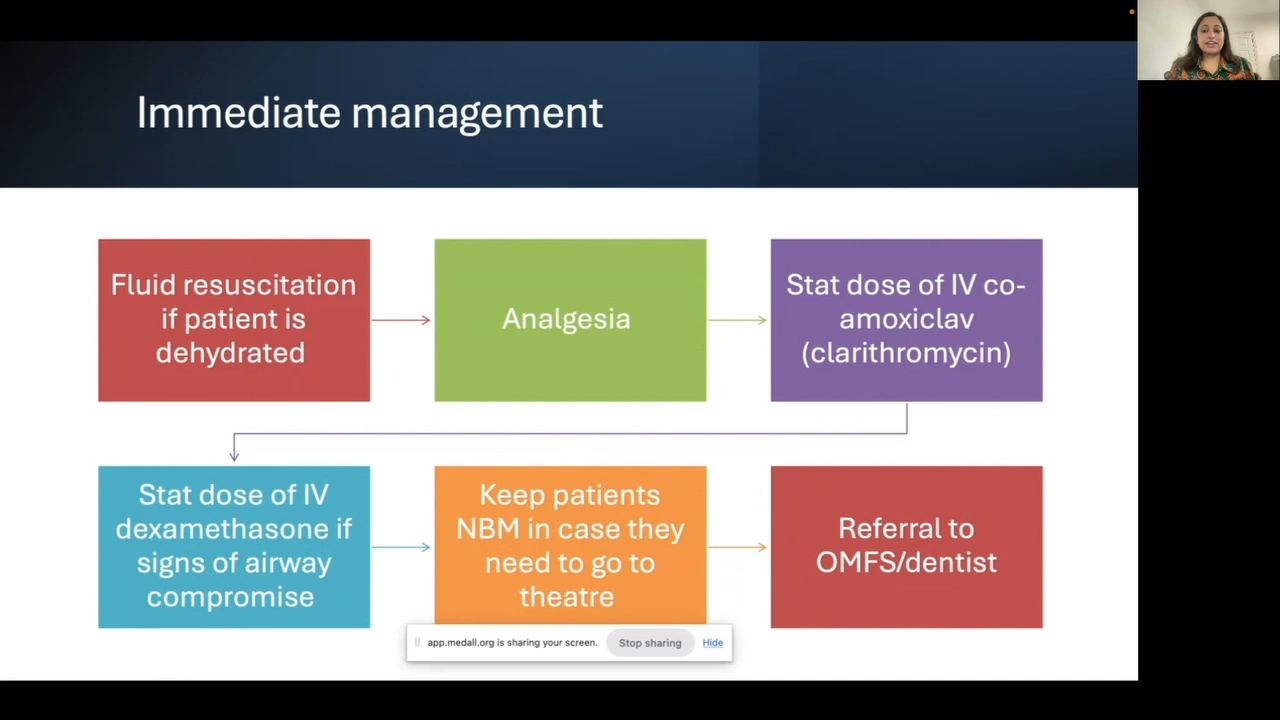 Immediate management
Fluid resuscitation
if patient is
dehydrated
Analgesia
Stat dose of IV co-
amoxiclav
(clarithromycin)
Stat dose of IV
dexamethasone if
signs of airway
compromise
Keep patients
NBM in case they
need to go to
theatre
Referral to
OMFS/dentist
app.medall.org is sharing your screen.
Stop sharing
Hide